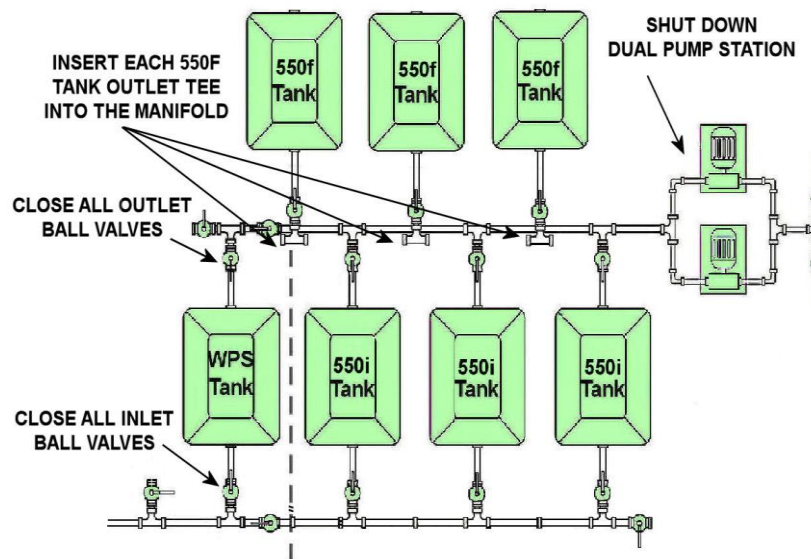 INSERT EACH 550F
TANK OUTLET TEE
INTO THE MANIFOLD
550f
Tank
550f
Tank
550f
Tank
SHUT DOWN
DUAL PUMP STATION
CLOSE ALL OUTLET
BALL VALVES
WPS
Tank
550i
Tank
550i
Tank
550i
Tank
CLOSE ALL INLET
BALL VALVES